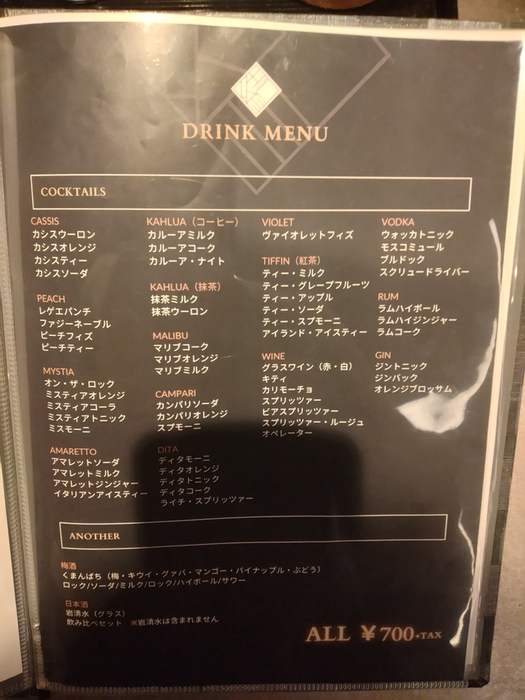 DRINK MENU
COCKTAILS
CASSIS
カシスウーロン
カシスオレンジ
カシスティー
カシスソーダ
PEACH
レゲエパンチ
ファジーネーブル
ピーチフィズ
ピーチティー
MYSTIA
オン・ザ・ロック
ミスティアオレンジ
ミスティアコーラ
ミスティアトニック
ミスモーニ
AMARETTO
アマレットソーダ
アマレットミルク
アマレットジンジャー
イタリアンアイスティー
KAHLUA（コーヒー）
カルーアミルク
カルーアコーク
カルーア・ナイト
KAHLUA（抹茶）
抹茶ミルク
抹茶ウーロン
MALIBU
マリブコーク
マリブオレンジ
マリブミルク
CAMPARI
カンパリソーダ
カンパリオレンジ
スプモーニ
DITA
ディタモーニ
ディタオレンジ
ディタトニック
ディタコーク
ライチ・スプリッツァー
VIOLET
ヴァイオレットフィズ
TIFFIN（紅茶）
ティー・ミルク
ティー・グレープフルーツ
ティー・アップル
ティー・ソーダ
ティー・スプモーニ
アイランド・アイスティー
WINE
グラスワイン（赤・白）
キティ
カリモーチョ
スプリッツァー
ビアスプリッツァー
スプリッツァー・ルージュ
オペレーター
VODKA
ウォッカトニック
モスコミュール
ブルドック
スクリュードライバー
RUM
ラムハイボール
ラムハイジンジャー
ラムコーク
GIN
ジントニック
ジンバック
オレンジブロッサム
ANOTHER
梅酒
くまんばち（梅・キウイ・グァバ・マンゴー・パイナップル・ぶどう）
ロック/ソーダ/ミルク/ロック/ハイボール/サワー
日本酒
岩清水（グラス）
飲み比べセット　※岩清水は含まれません
ALL ￥700+TAX